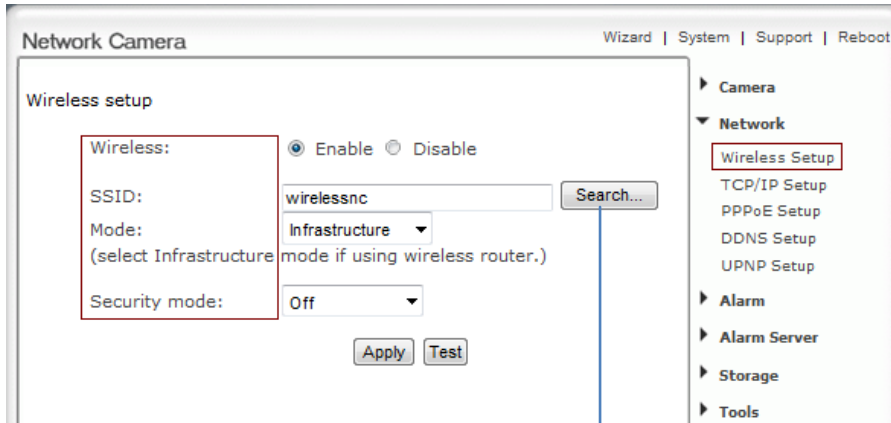 Network Camera
Wizard | System | Support | Reboot
Wireless setup
Wireless: Enable Disable
SSID: wirelessnc Search...
Mode: Infrastructure
(select Infrastructure mode if using wireless router.)
Security mode: Off
Apply Test
Camera
Network
Wireless Setup
TCP/IP Setup
PPPoE Setup
DDNS Setup
UPNP Setup
Alarm
Alarm Server
Storage
Tools